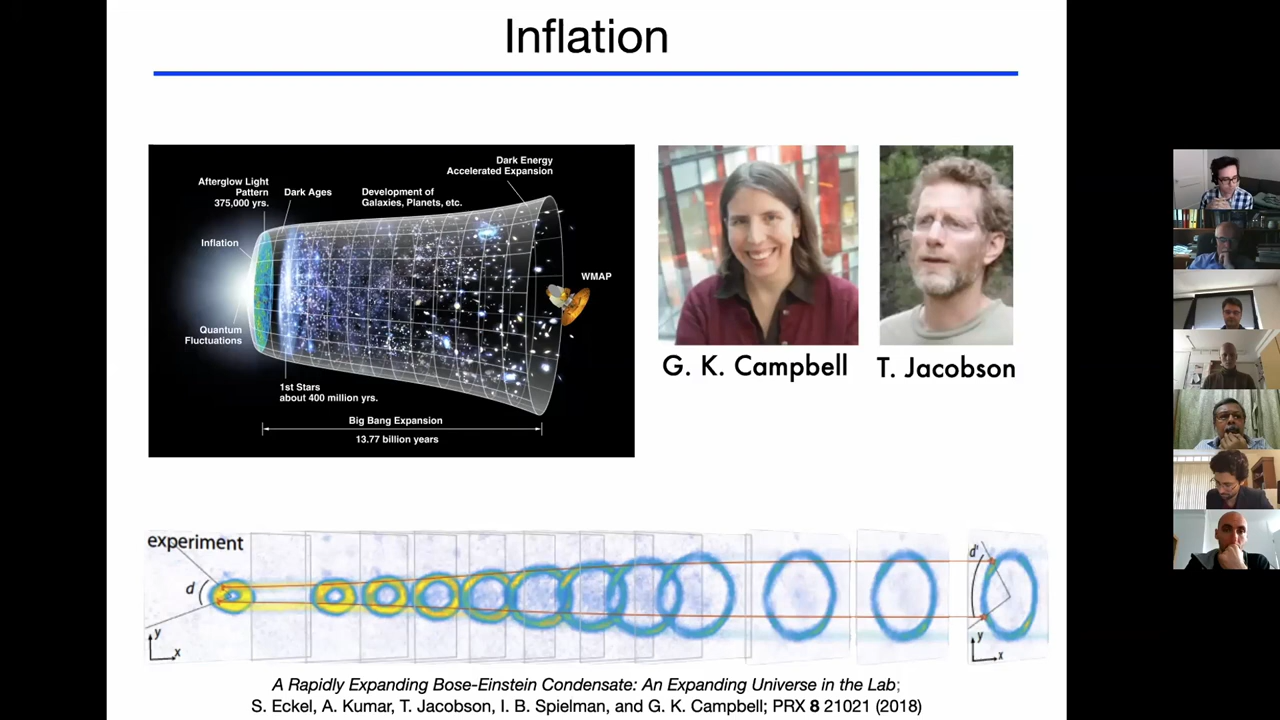 Inflation
Dark Energy
Accelerated Expansion
Afterglow Light
Pattern
375,000 yrs.
Dark Ages
Development of
Galaxies, Planets, etc.
Inflation
WMAP
Quantum
Fluctuations
1st Stars
about 400 million yrs.
Big Bang Expansion
13.77 billion years
G. K. Campbell
T. Jacobson
experiment
d
y
x
d'
y
x
A Rapidly Expanding Bose-Einstein Condensate: An Expanding Universe in the Lab;
S. Eckel, A. Kumar, T. Jacobson, I. B. Spielman, and G. K. Campbell; PRX 8 21021 (2018)